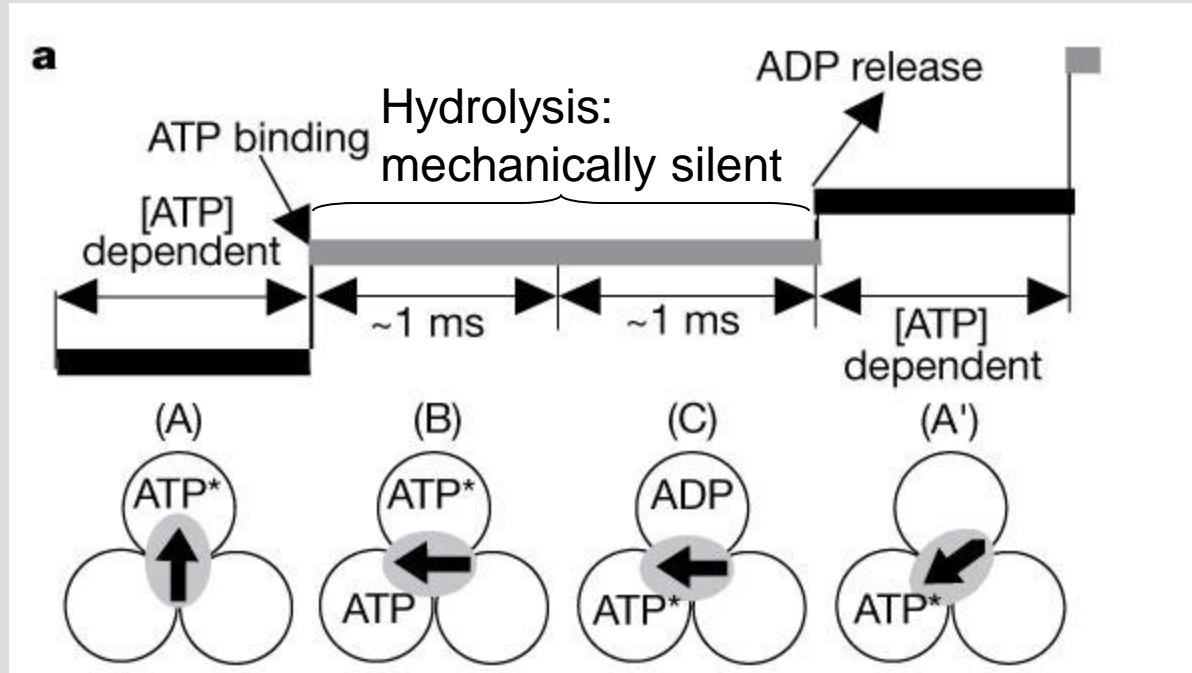 a
ADP release
Hydrolysis:
mechanically silent
ATP binding
[ATP]
dependent
~1 ms
~1 ms
[ATP]
dependent
(A)
(B)
(C)
(A')
ATP*
ATP*
ADP
ATP
ATP*
ATP*